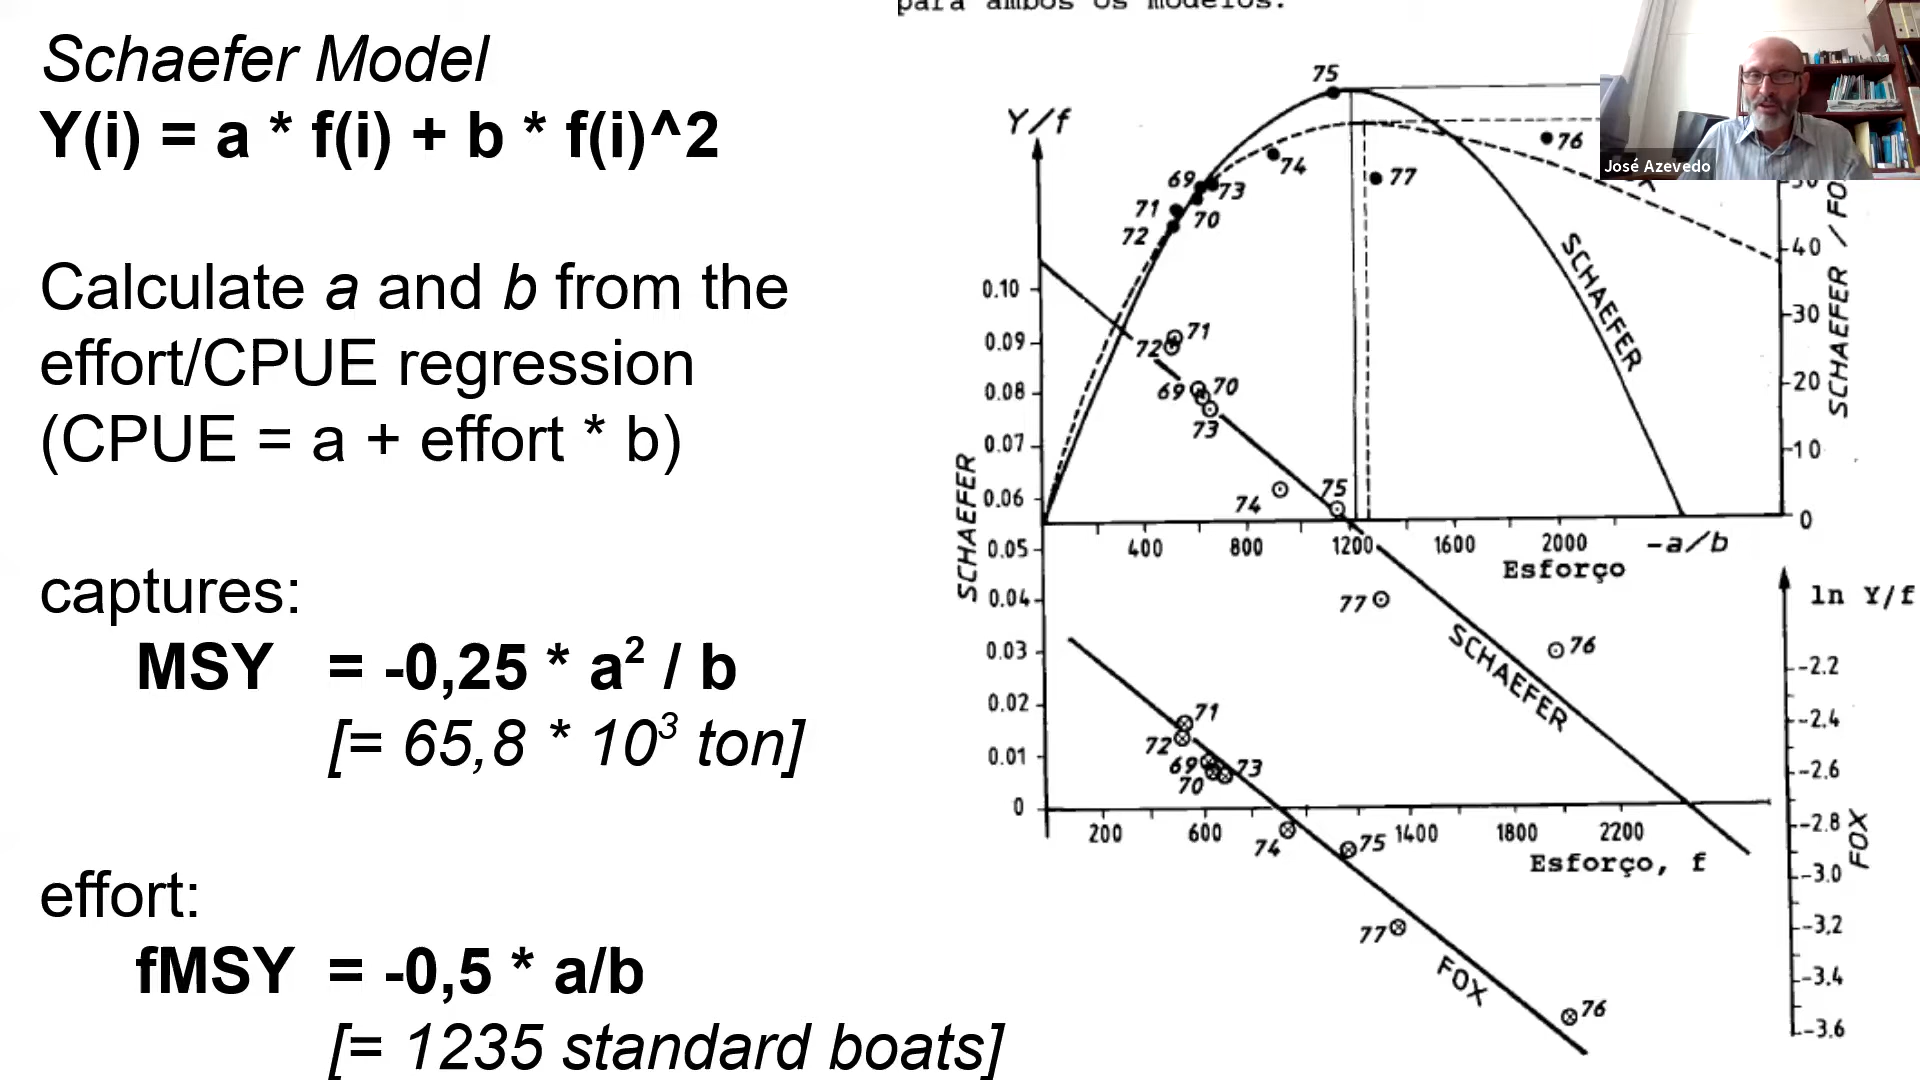 para ambos os modelos.
Schaefer Model
Y(i) = a * f(i) + b * f(i)^2
Calculate a and b from the
effort/CPUE regression
(CPUE = a + effort * b)
captures:
MSY = -0,25 * a² / b
[= 65,8 * 10³ ton]
effort:
fMSY = -0,5 * a/b
[= 1235 standard boats]
José Azevedo
Y/f
75
76
74
77
69
73
71
70
72
SCHAEFER
SCHAEFER / FO
50
40
30
20
10
0
0.10
0.09
0.08
0.07
0.06
0.05
0.04
0.03
0.02
0.01
0
SCHAEFER
71
72
69
70
73
74
75
77
76
400
800
1200
1600
2000
-a/b
Esforço
SCHAEFER
ln Y/f
-2.2
-2.4
-2.6
-2.8
-3.0
-3,2
-3.4
-3.6
FOX
71
72
69
73
70
74
75
77
76
200
600
1400
1800
2200
Esforço, f
FOX